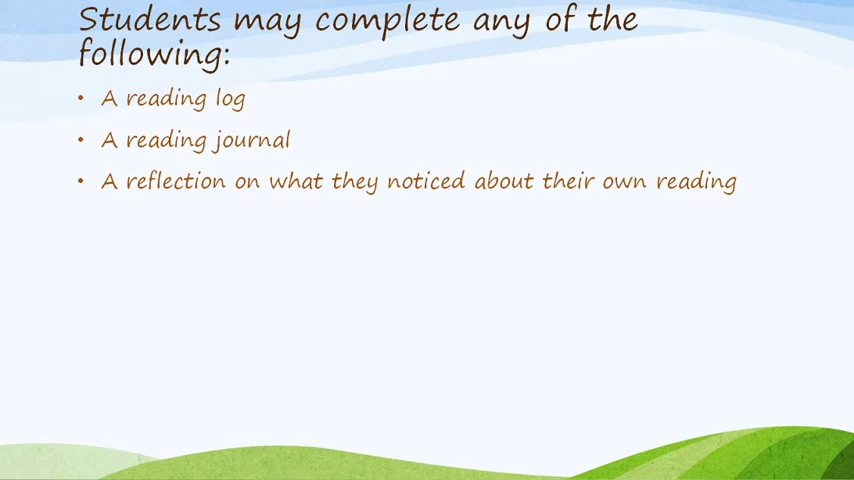 Students may complete any of the
following:
• A reading log
• A reading journal
• A reflection on what they noticed about their own reading